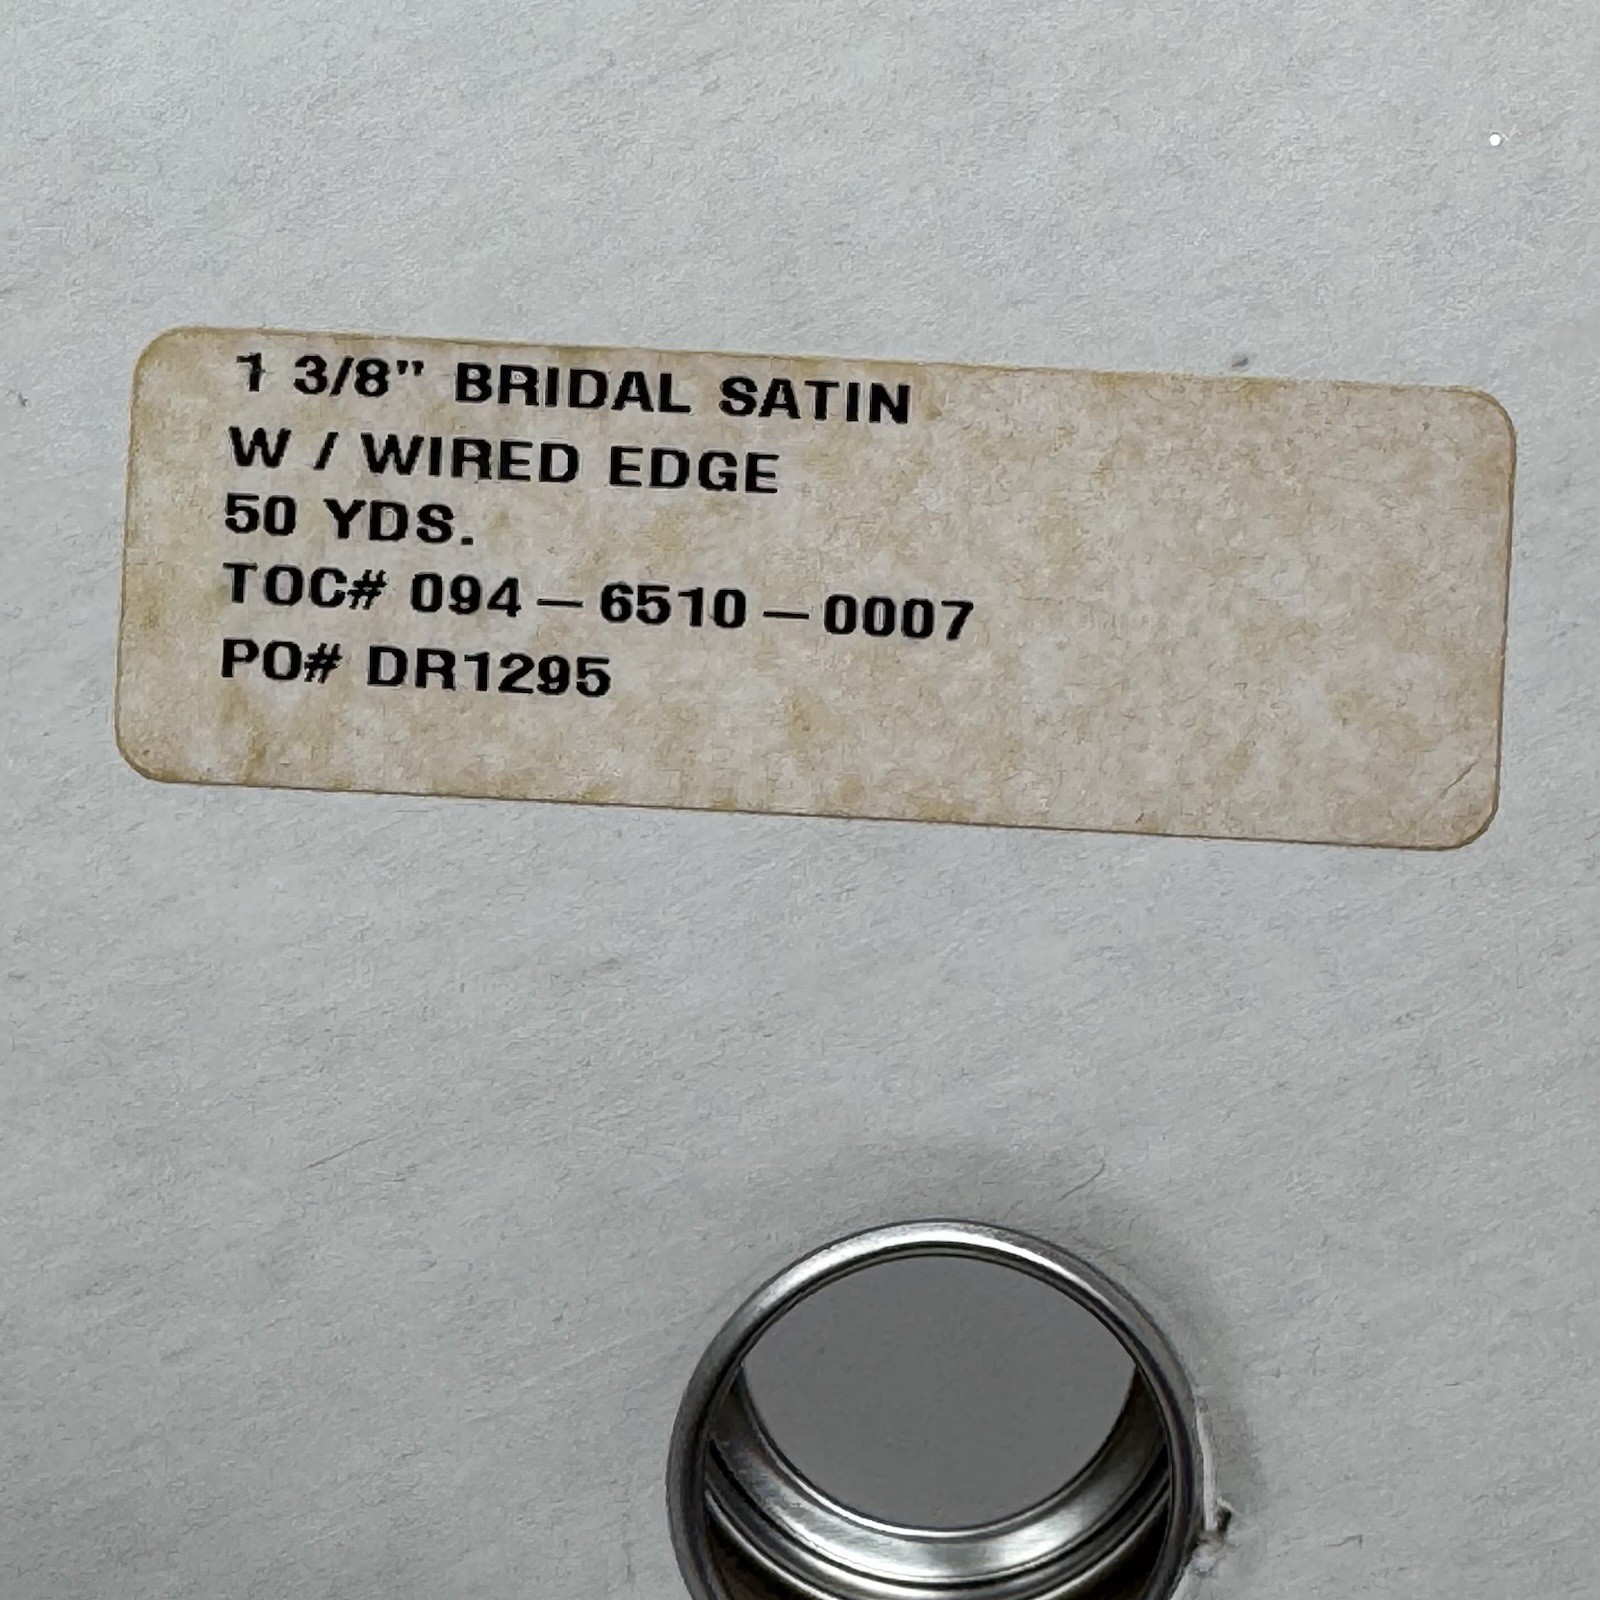 1 3/8" BRIDAL SATIN
W / WIRED EDGE
50 YDS.
TOC# 094-6510-0007
PO# DR1295